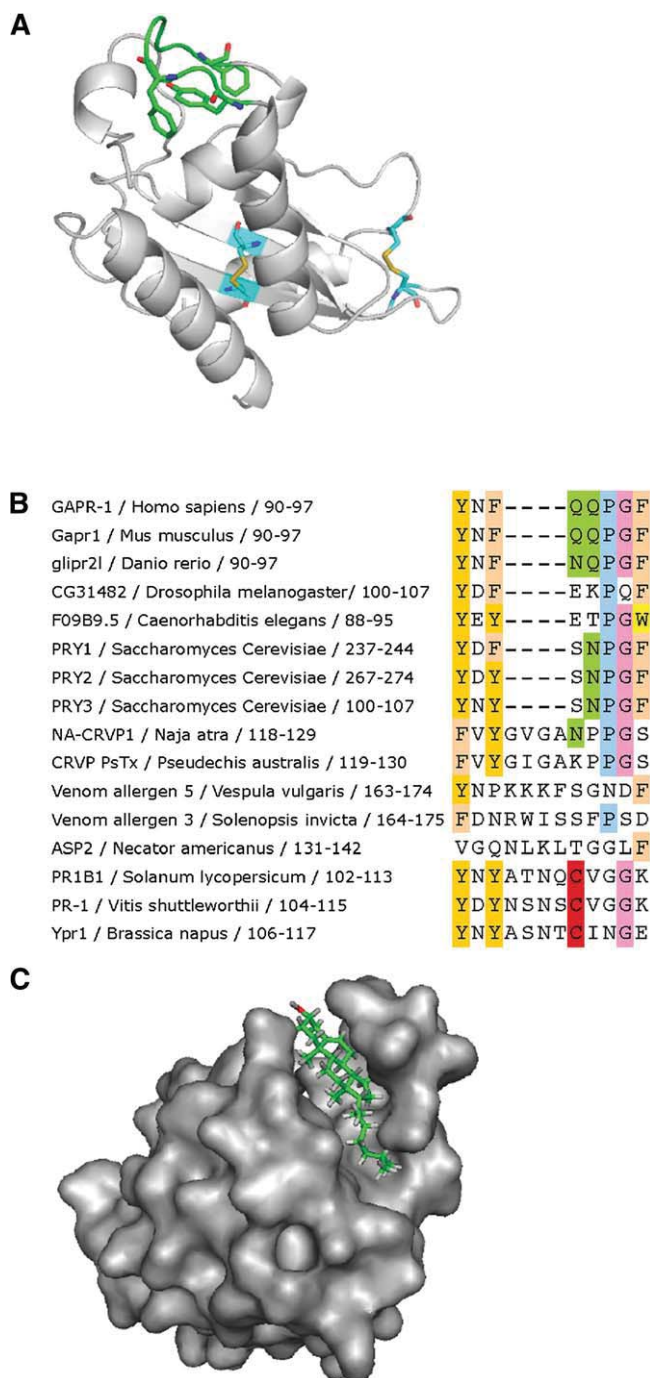 A
B
GAPR-1 / Homo sapiens / 90-97 YNF----QQPGF
Gapr1 / Mus musculus / 90-97 YNF----QQPGF
glipr2l / Danio rerio / 90-97 YNF----NQPGF
CG31482 / Drosophila melanogaster/ 100-107 YDF----EKPQF
F09B9.5 / Caenorhabditis elegans / 88-95 YEY----ETPGW
PRY1 / Saccharomyces Cerevisiae / 237-244 YDF----SNPGF
PRY2 / Saccharomyces Cerevisiae / 267-274 YDY----SNPGF
PRY3 / Saccharomyces Cerevisiae / 100-107 YNY----SNPGF
NA-CRVP1 / Naja atra / 118-129 FVYGVGANPPGS
CRVP PsTx / Pseudechis australis / 119-130 FVYGIGAKPPGS
Venom allergen 5 / Vespula vulgaris / 163-174 YNPKKKFSGNDF
Venom allergen 3 / Solenopsis invicta / 164-175 FDNRWISSFPSD
ASP2 / Necator americanus / 131-142 VGQNLKLTGGLF
PR1B1 / Solanum lycopersicum / 102-113 YNYATNQCVGGK
PR-1 / Vitis shuttleworthii / 104-115 YDYNSNSCVGGK
Ypr1 / Brassica napus / 106-117 YNYASNTCINGE
C